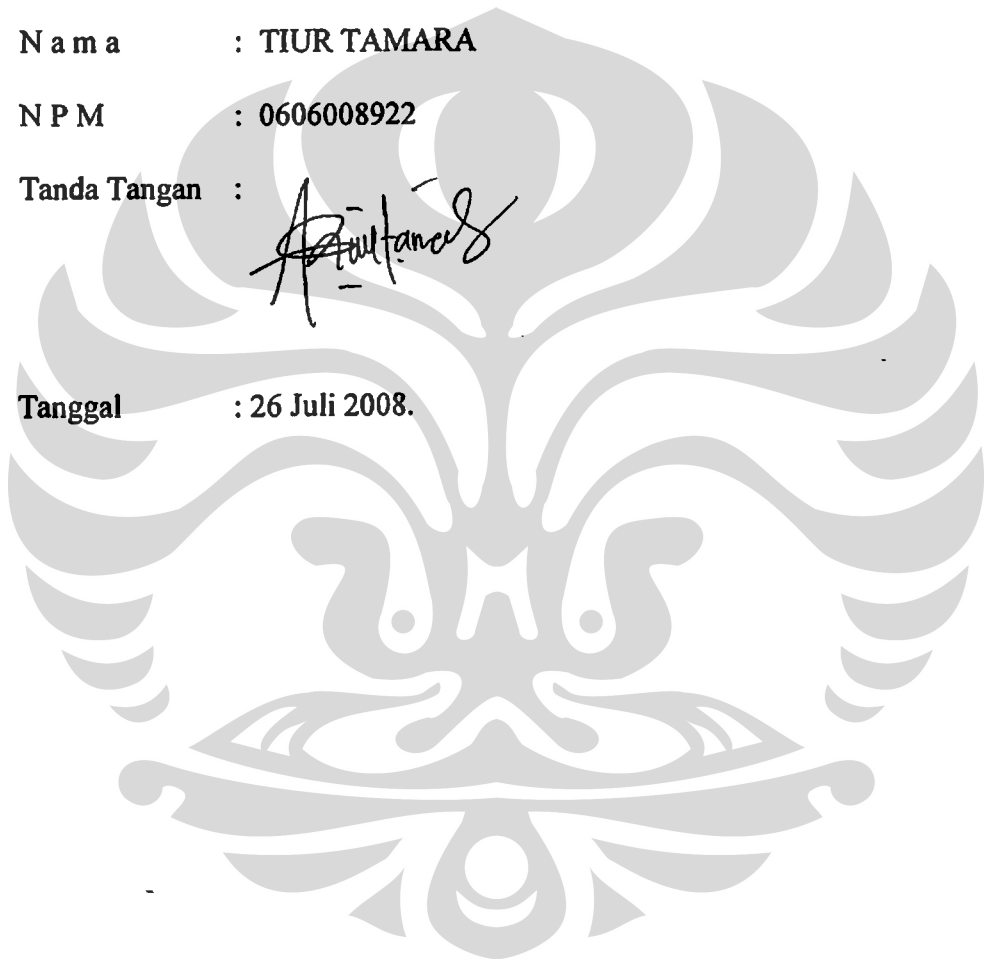 N a m a : TIUR TAMARA
N P M : 0606008922
Tanda Tangan :
Tanggal : 26 Juli 2008.